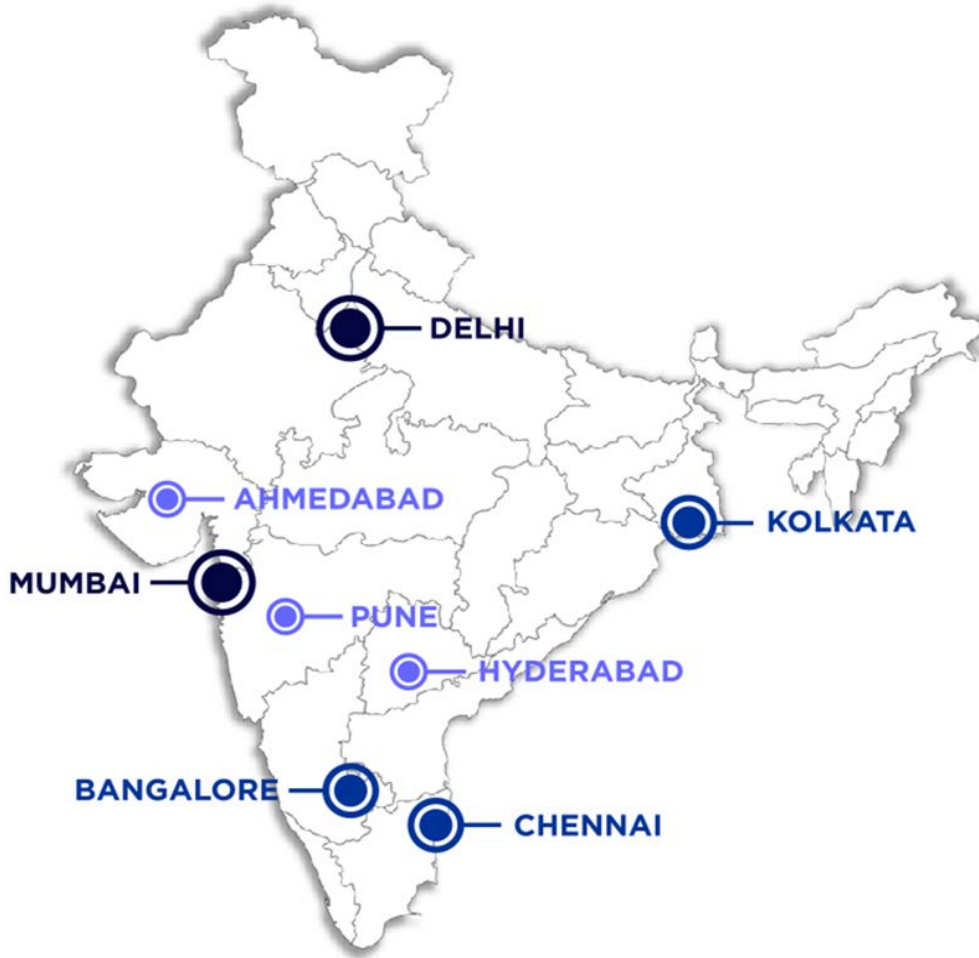 DELHI
AHMEDABAD
KOLKATA
MUMBAI
PUNE
HYDERABAD
BANGALORE
CHENNAI